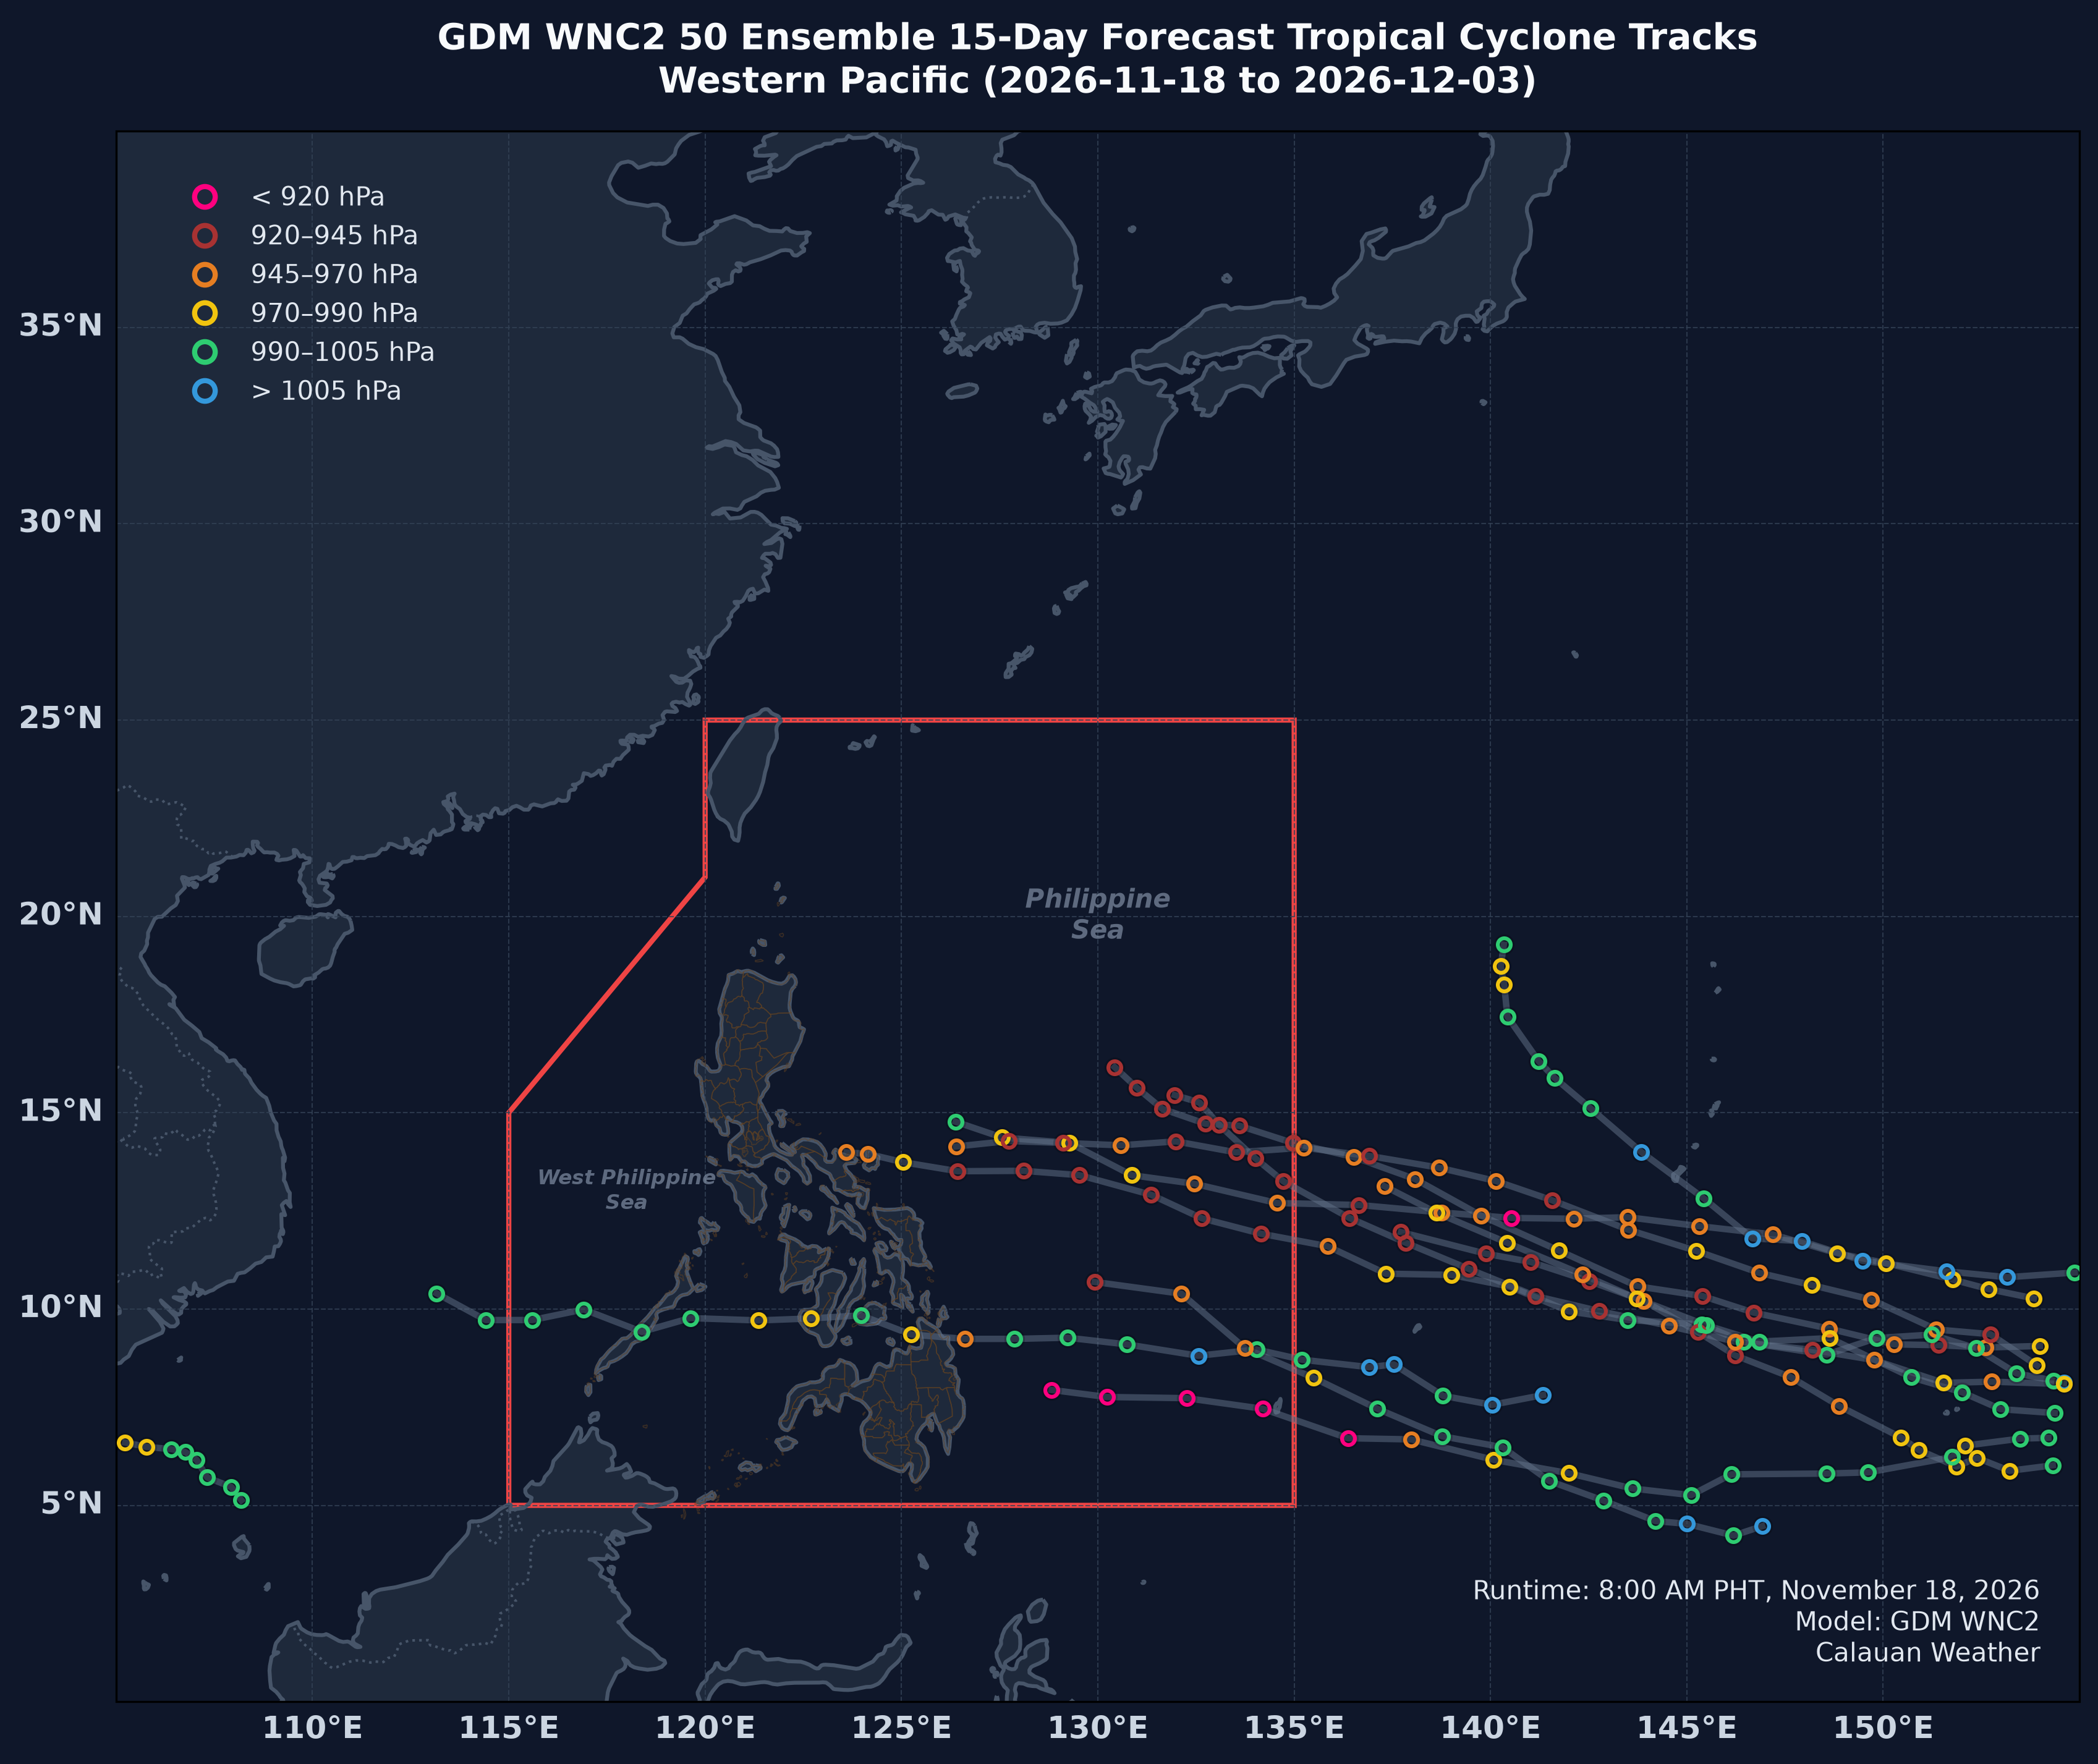 GDM WNC2 50 Ensemble 15-Day Forecast Tropical Cyclone Tracks
Western Pacific (2026-11-18 to 2026-12-03)
< 920 hPa
920–945 hPa
945–970 hPa
970–990 hPa
990–1005 hPa
> 1005 hPa
35°N
30°N
25°N
20°N
15°N
10°N
5°N
Philippine
Sea
West Philippine
Sea
Runtime: 8:00 AM PHT, November 18, 2026
Model: GDM WNC2
Calauan Weather
110°E 115°E 120°E 125°E 130°E 135°E 140°E 145°E 150°E